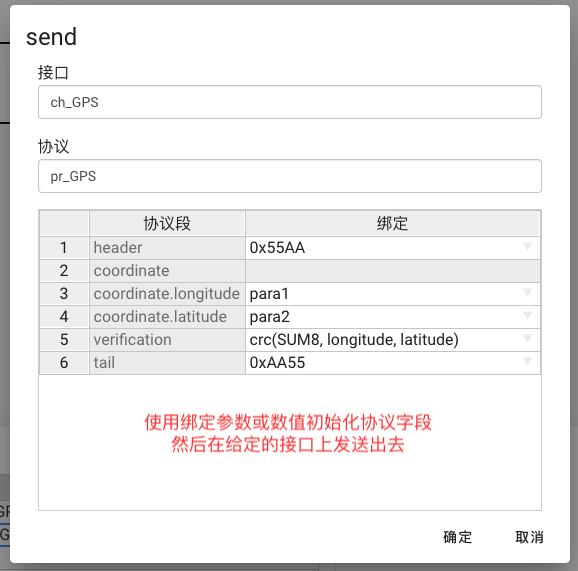 send
接口
ch_GPS
协议
pr_GPS
协议段 绑定
1 header 0x55AA
2 coordinate
3 coordinate.longitude para1
4 coordinate.latitude para2
5 verification crc(SUM8, longitude, latitude)
6 tail 0xAA55
使用绑定参数或数值初始化协议字段
然后在给定的接口上发送出去
确定 取消